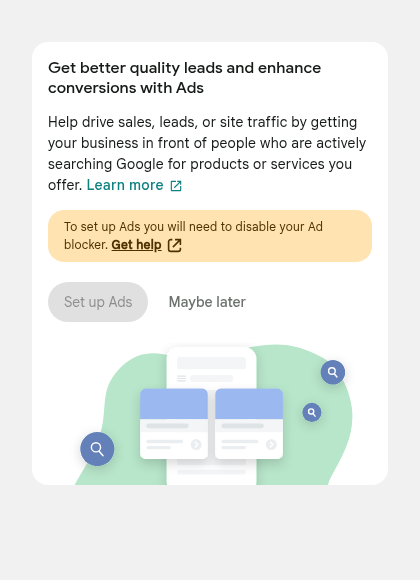 Get better quality leads and enhance
conversions with Ads
Help drive sales, leads, or site traffic by getting
your business in front of people who are actively
searching Google for products or services you
offer. Learn more
To set up Ads you will need to disable your Ad
blocker. Get help
Set up Ads
Maybe later